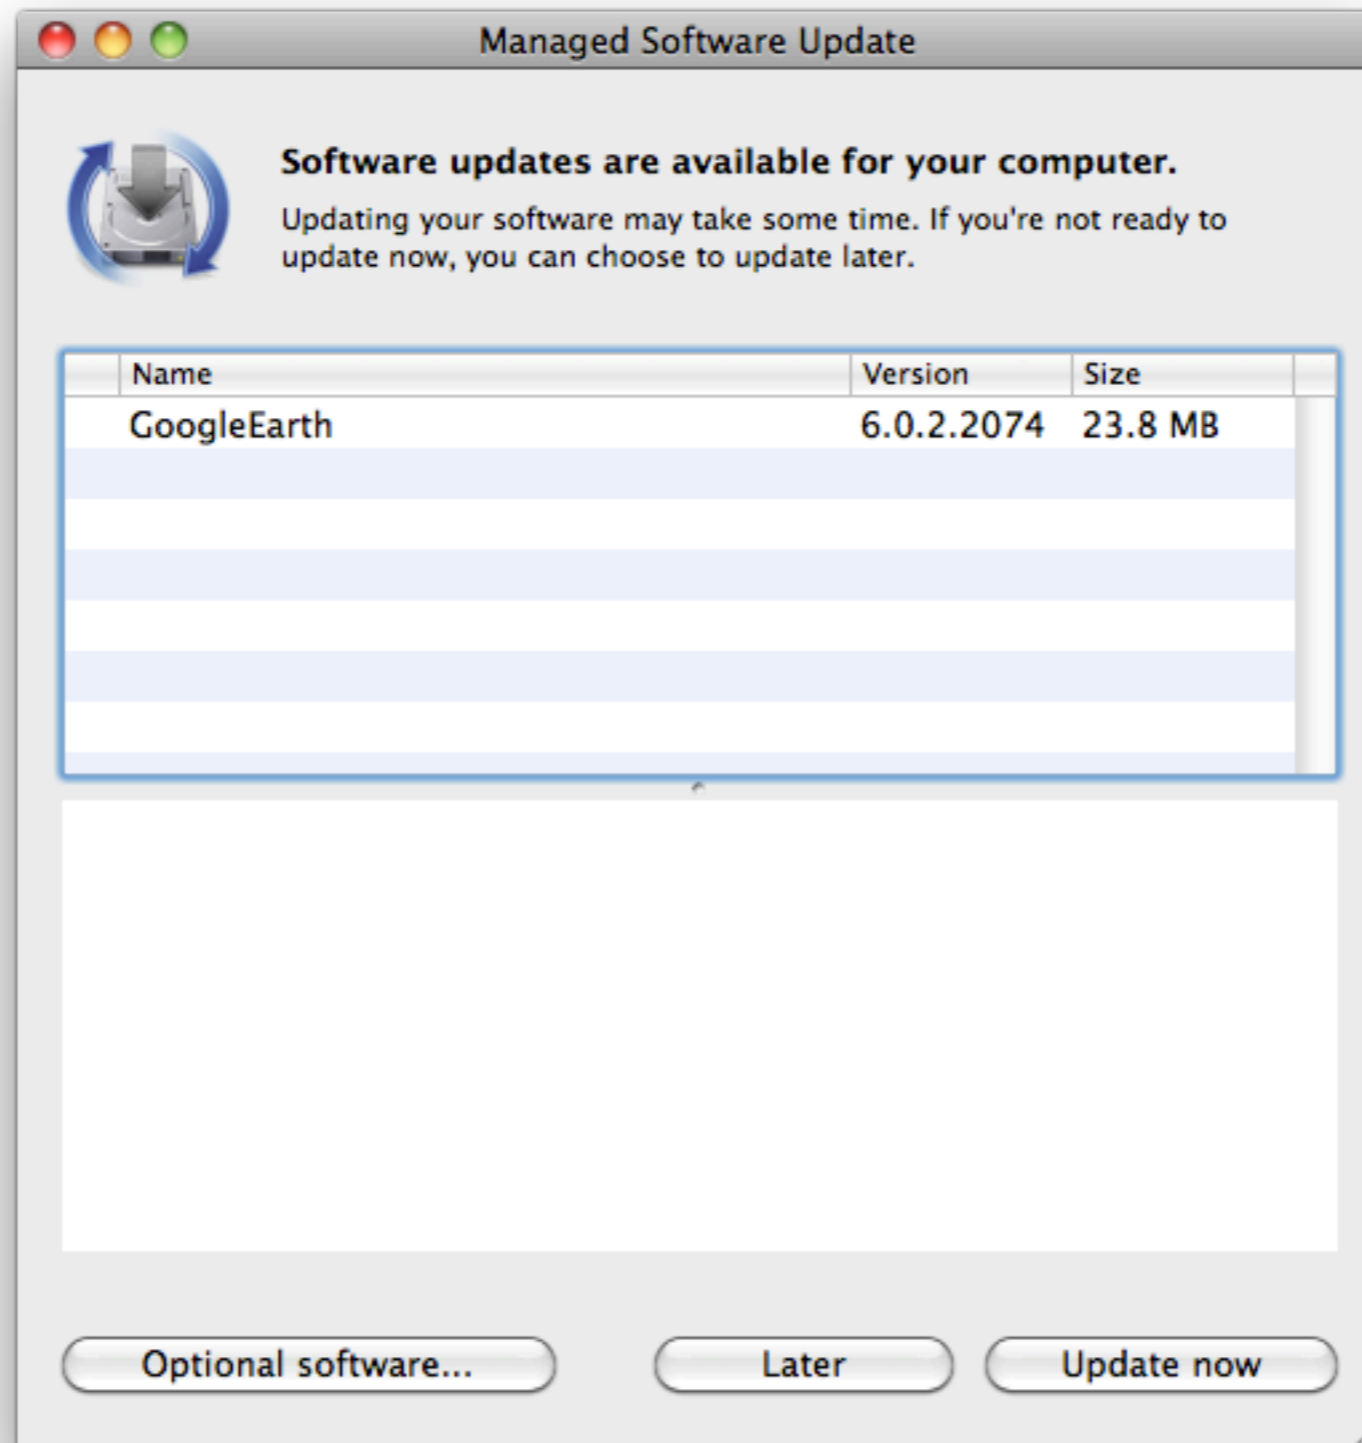 Managed Software Update
Software updates are available for your computer.
Updating your software may take some time. If you're not ready to
update now, you can choose to update later.
Name Version Size
GoogleEarth 6.0.2.2074 23.8 MB
Optional software... Later Update now